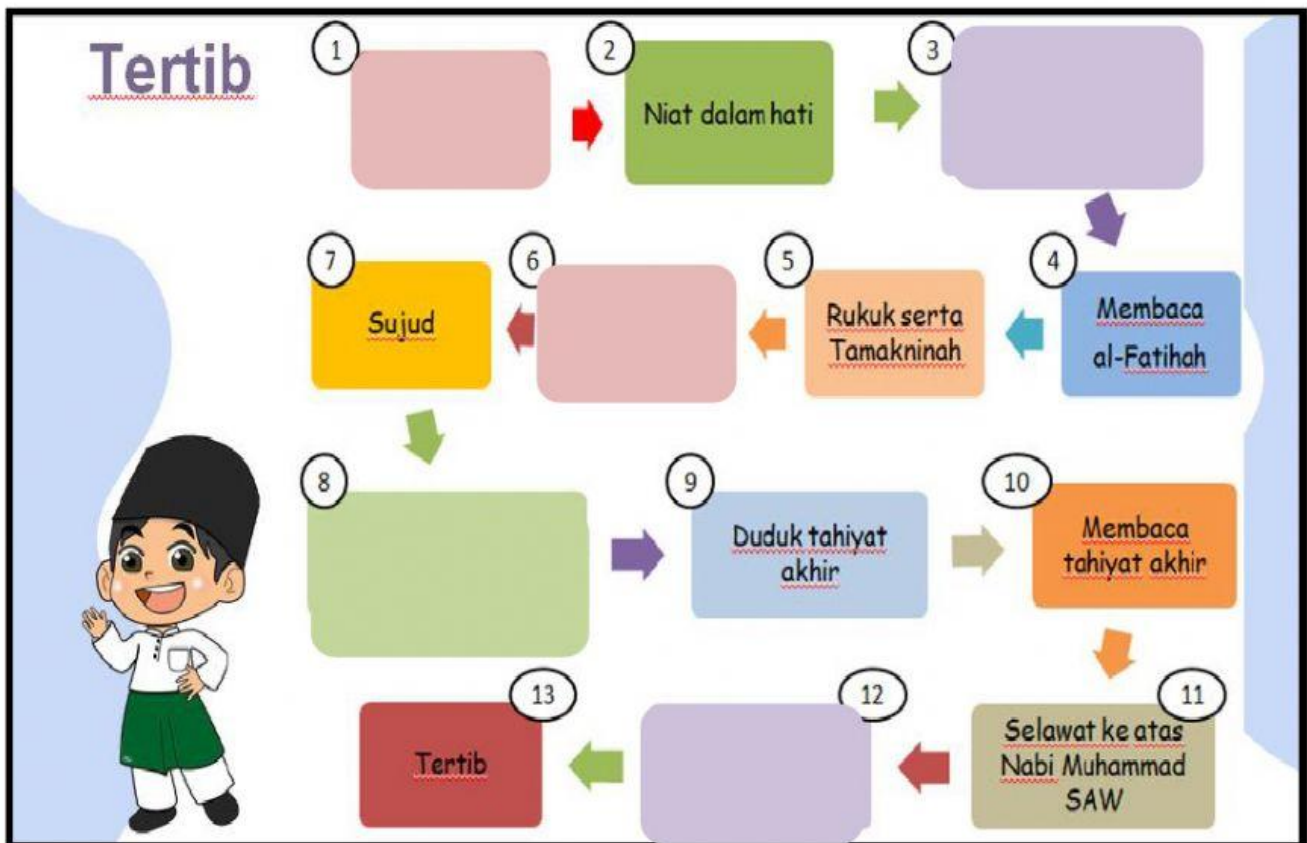 Tertib
1
2
Niat dalam hati
3
4
Membaca
al-Fatihah
5
Rukuk serta
Tamakninah
6
7
Sujud
8
9
Duduk tahiyat
akhir
10
Membaca
tahiyat akhir
11
Selawat ke atas
Nabi Muhammad
SAW
12
13
Tertib